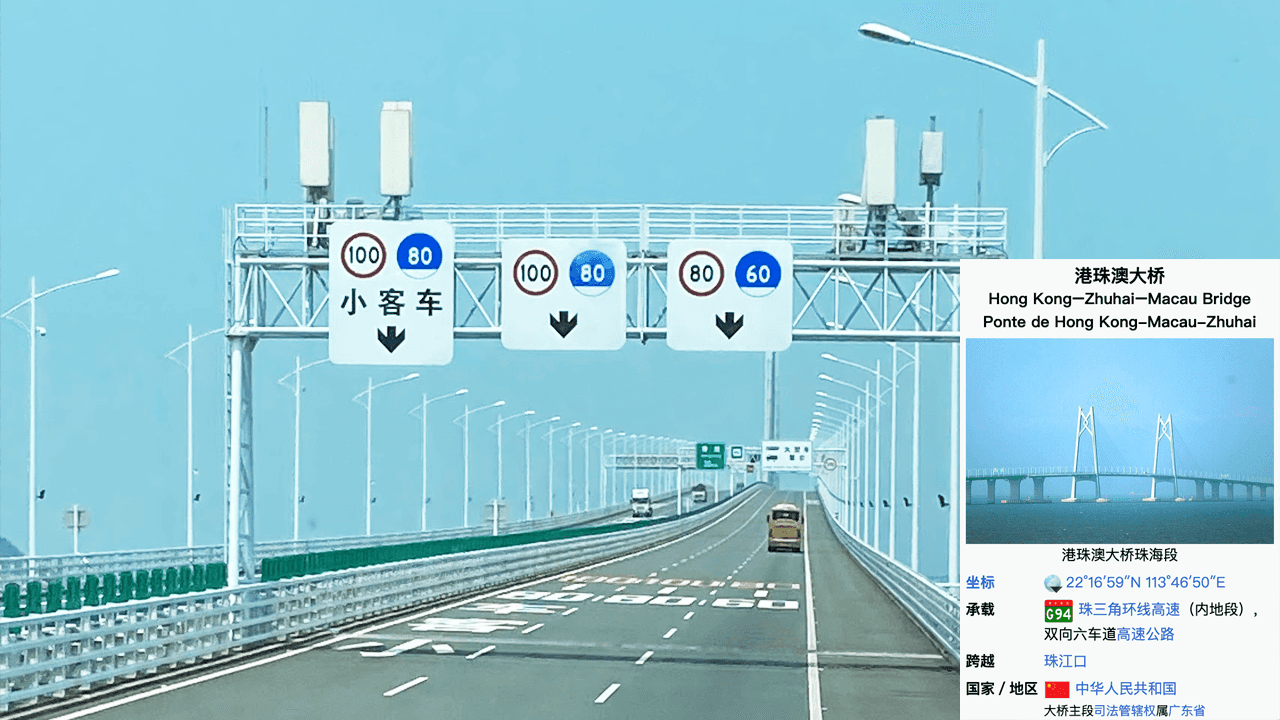 100 80
小客车
100 80
80 60
80 80 60
港珠澳大桥
Hong Kong–Zhuhai–Macau Bridge
Ponte de Hong Kong–Macau–Zhuhai
港珠澳大桥珠海段
坐标 22°16′59″N 113°46′50″E
承载 G94 珠三角环线高速（内地段），
双向六车道高速公路
跨越 珠江口
国家/地区 中华人民共和国
大桥主段司法管辖权属广东省